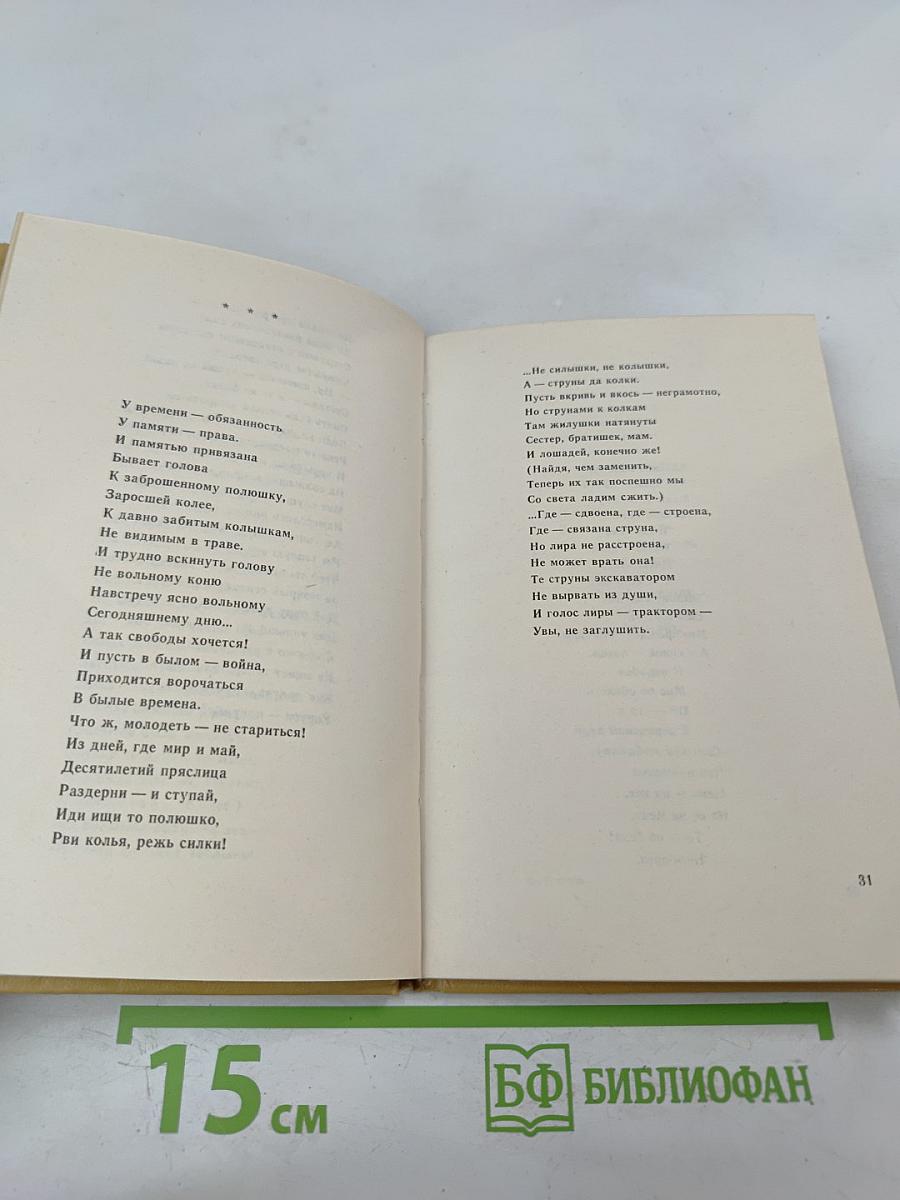 * * *
У времени — обязанность
У памяти — права.
И памятью привязана
Бывает голова
К заброшенному полюшку,
Заросшей колее,
К давно забитым колышкам,
Не видимым в траве.
И трудно вскинуть голову
Не вольному коню
Навстречу ясно вольному
Сегодняшнему дню...
А так свободы хочется!
И пусть в былом — война,
Приходится ворочаться
В былые времена.
Что ж, молодеть — не стариться!
Из дней, где мир и май,
Десятилетий пряслица
Раздерни — и ступай,
Иди ищи то полюшко,
Рви колья, режь силки!
...Не силышки, не колышки,
А — струны да колки.
Пусть вкривь и вкось — неграмотно,
Но струнами к колкам
Там жилушки натянуты
Сестер, братишек, мам.
И лошадей, конечно же!
(Найдя, чем заменить,
Теперь их так поспешно мы
Со света ладим сжить.)
...Где — сдвоена, где — строена,
Где — связана струна,
Но лира не расстроена,
Не может врать она!
Те струны экскаватором
Не вырвать из души,
И голос лиры — трактором —
Увы, не заглушить.
31
15 см
БФ БИБЛИОФАН